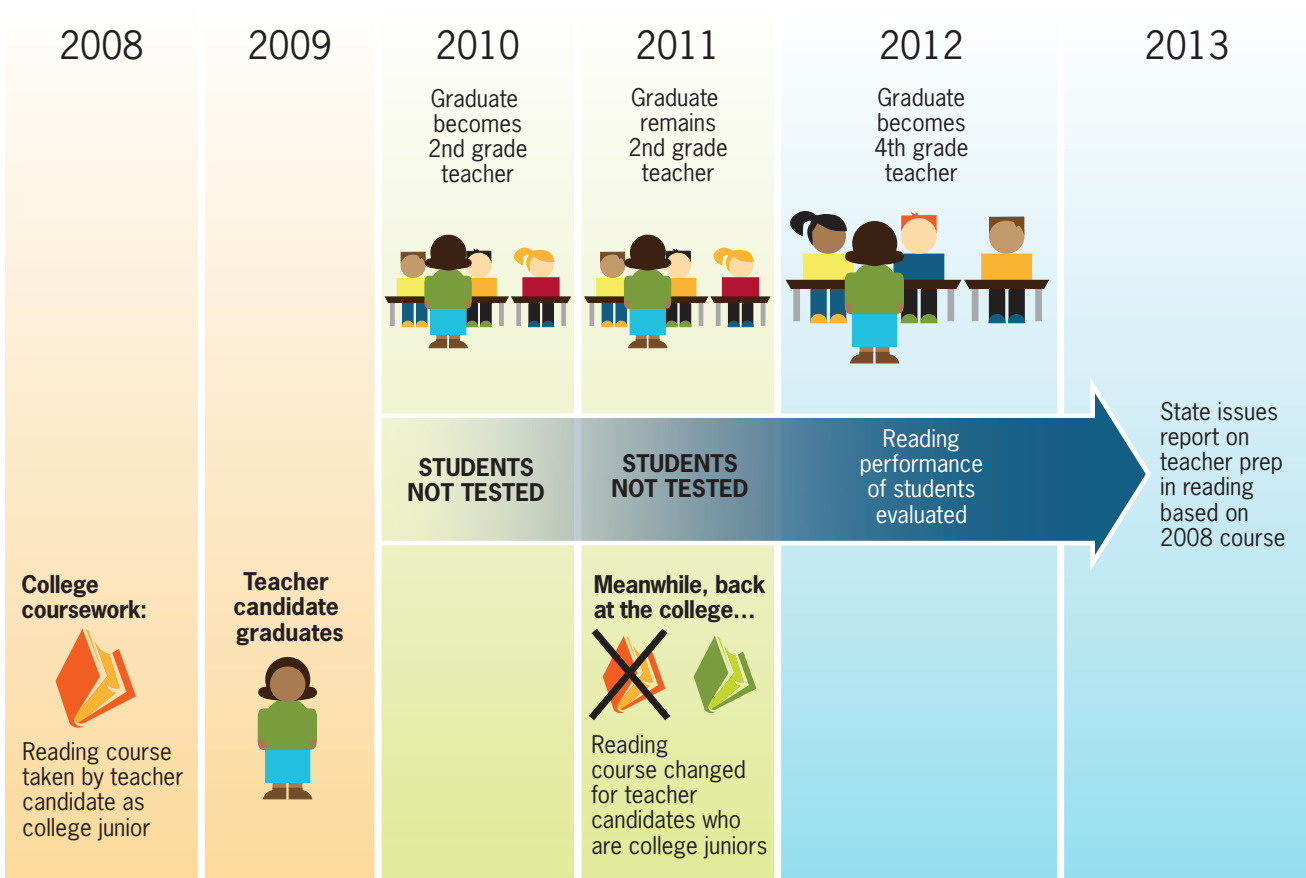 2008
2009
2010
2011
2012
2013
Graduate
becomes
2nd grade
teacher
Graduate
remains
2nd grade
teacher
Graduate
becomes
4th grade
teacher
STUDENTS
NOT TESTED
STUDENTS
NOT TESTED
Reading
performance
of students
evaluated
State issues
report on
teacher prep
in reading
based on
2008 course
College
coursework:
Reading course
taken by teacher
candidate as
college junior
Teacher
candidate
graduates
Meanwhile, back
at the college…
Reading
course changed
for teacher
candidates who
are college juniors